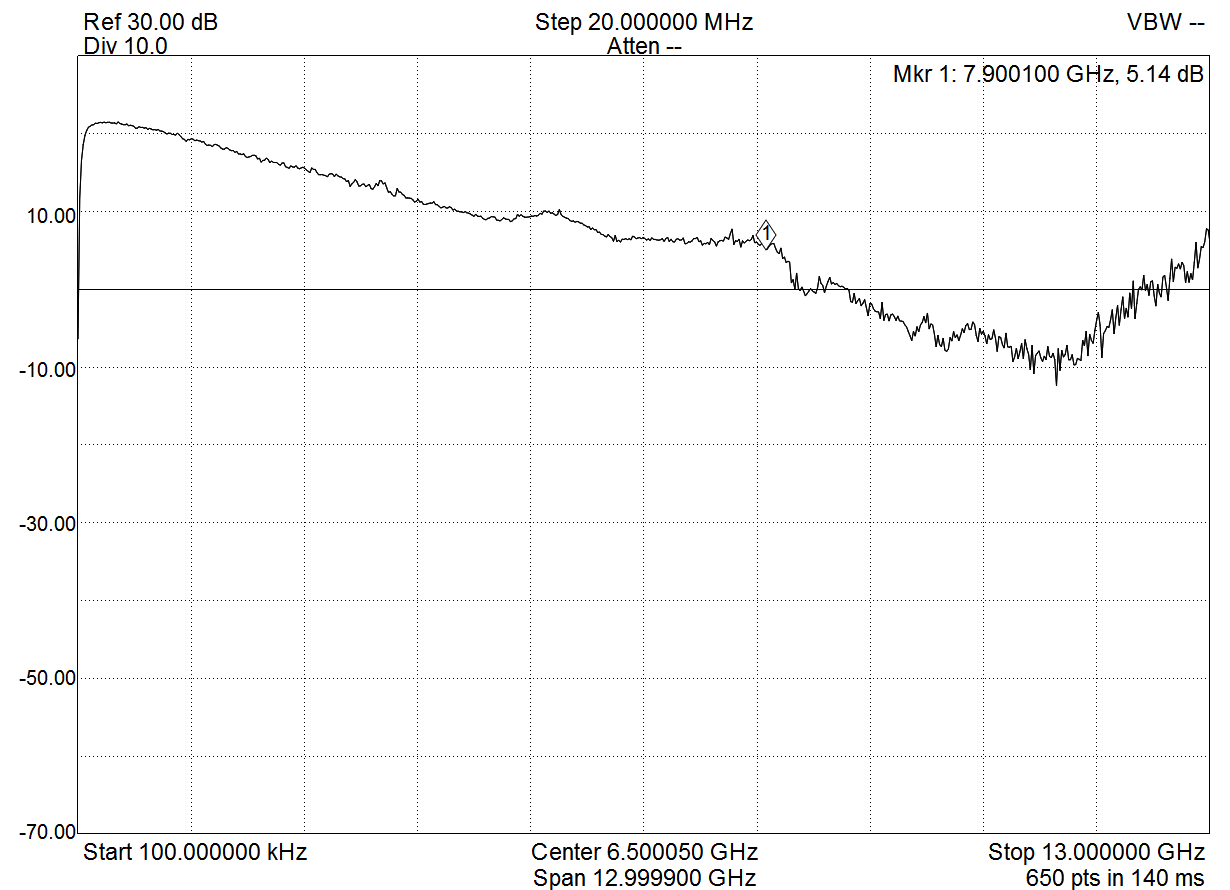 Ref 30.00 dB Step 20.000000 MHz VBW --
Div 10.0 Atten --
Mkr 1: 7.900100 GHz, 5.14 dB
10.00
1
-10.00
-30.00
-50.00
-70.00
Start 100.000000 kHz Center 6.500050 GHz Stop 13.000000 GHz
Span 12.999900 GHz 650 pts in 140 ms